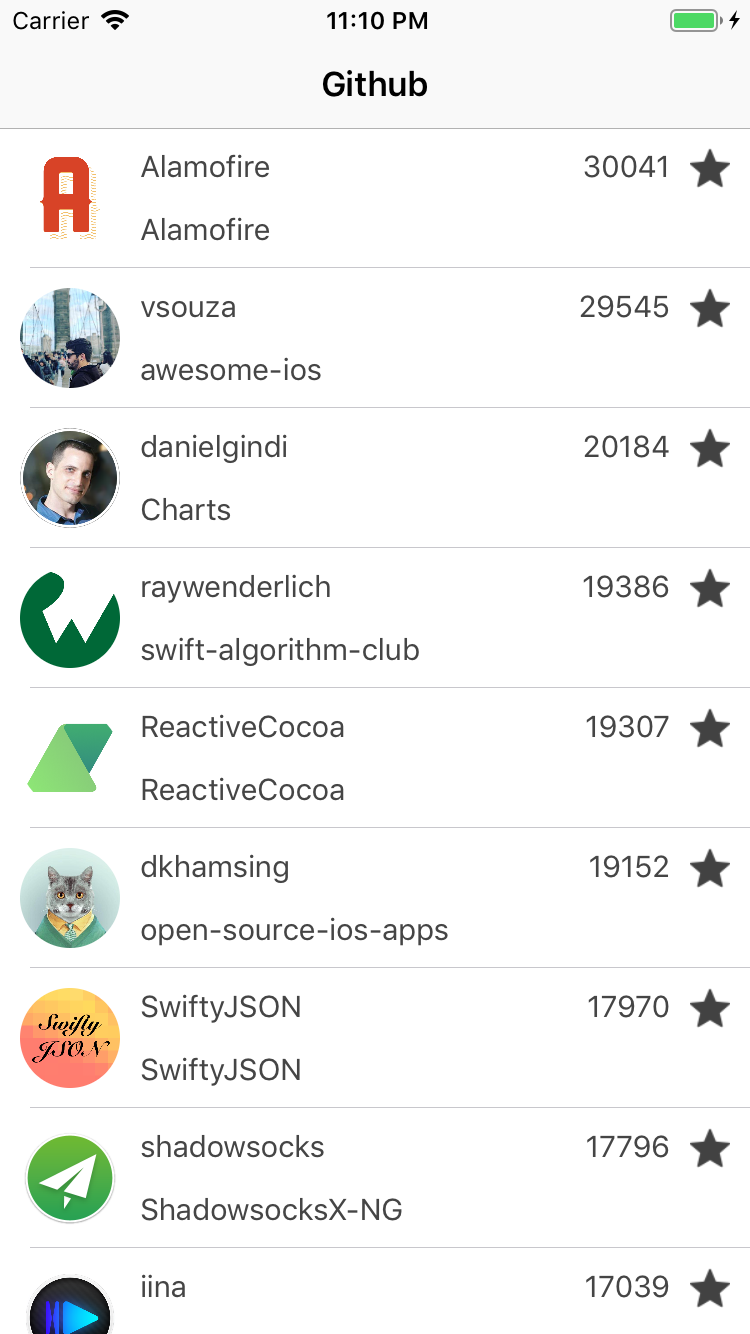 Carrier 11:10 PM
Github
Alamofire 30041
Alamofire
vsouza 29545
awesome-ios
danielgindi 20184
Charts
raywenderlich 19386
swift-algorithm-club
ReactiveCocoa 19307
ReactiveCocoa
dkhamsing 19152
open-source-ios-apps
SwiftyJSON 17970
Swifty
JSON
SwiftyJSON
shadowsocks 17796
ShadowsocksX-NG
iina 17039